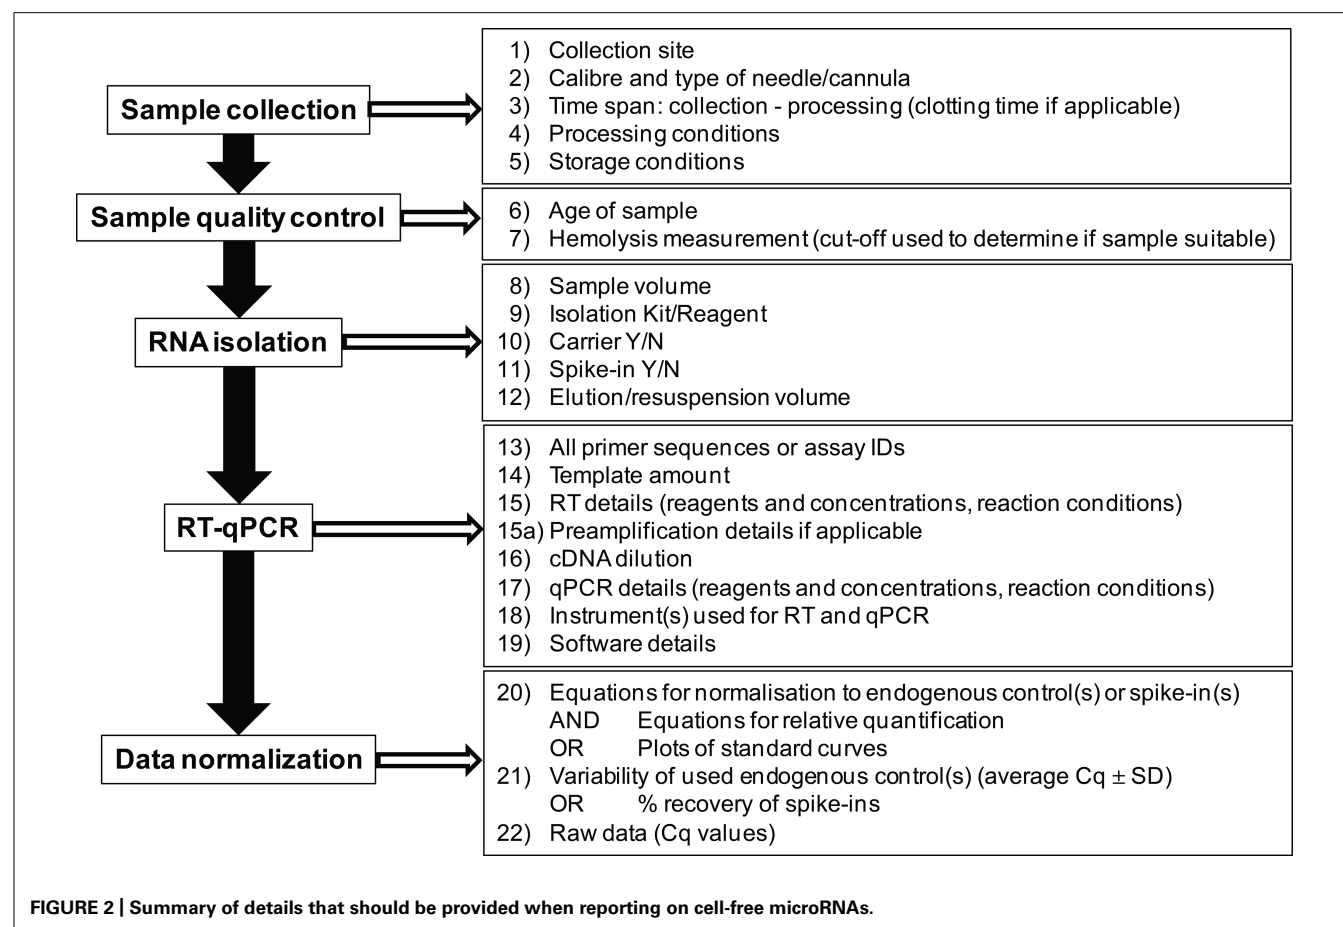 Sample collection
1) Collection site
2) Calibre and type of needle/cannula
3) Time span: collection - processing (clotting time if applicable)
4) Processing conditions
5) Storage conditions
Sample quality control
6) Age of sample
7) Hemolysis measurement (cut-off used to determine if sample suitable)
RNA isolation
8) Sample volume
9) Isolation Kit/Reagent
10) Carrier Y/N
11) Spike-in Y/N
12) Elution/resuspension volume
RT-qPCR
13) All primer sequences or assay IDs
14) Template amount
15) RT details (reagents and concentrations, reaction conditions)
15a) Preamplification details if applicable
16) cDNA dilution
17) qPCR details (reagents and concentrations, reaction conditions)
18) Instrument(s) used for RT and qPCR
19) Software details
Data normalization
20) Equations for normalisation to endogenous control(s) or spike-in(s)
AND Equations for relative quantification
OR Plots of standard curves
21) Variability of used endogenous control(s) (average Cq ± SD)
OR % recovery of spike-ins
22) Raw data (Cq values)
FIGURE 2 | Summary of details that should be provided when reporting on cell-free microRNAs.